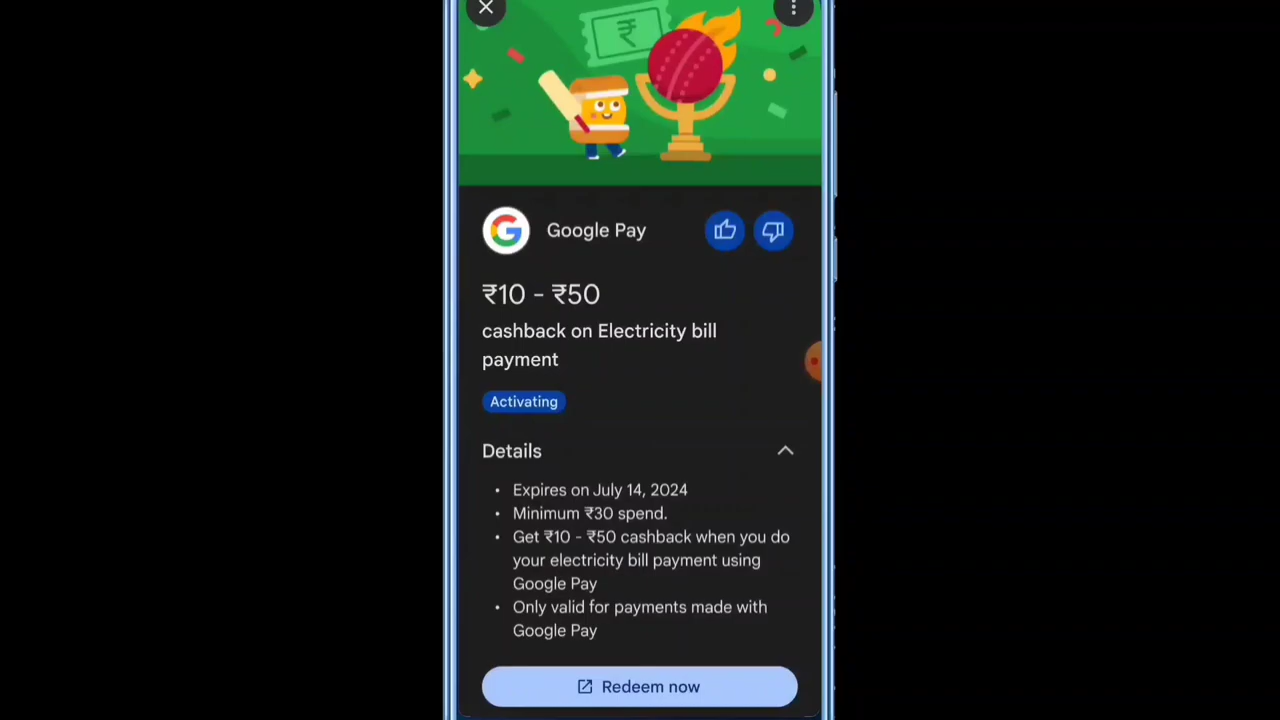 ₹
Google Pay
₹10 - ₹50
cashback on Electricity bill
payment
Activating
Details
• Expires on July 14, 2024
• Minimum ₹30 spend.
• Get ₹10 - ₹50 cashback when you do
your electricity bill payment using
Google Pay
• Only valid for payments made with
Google Pay
Redeem now